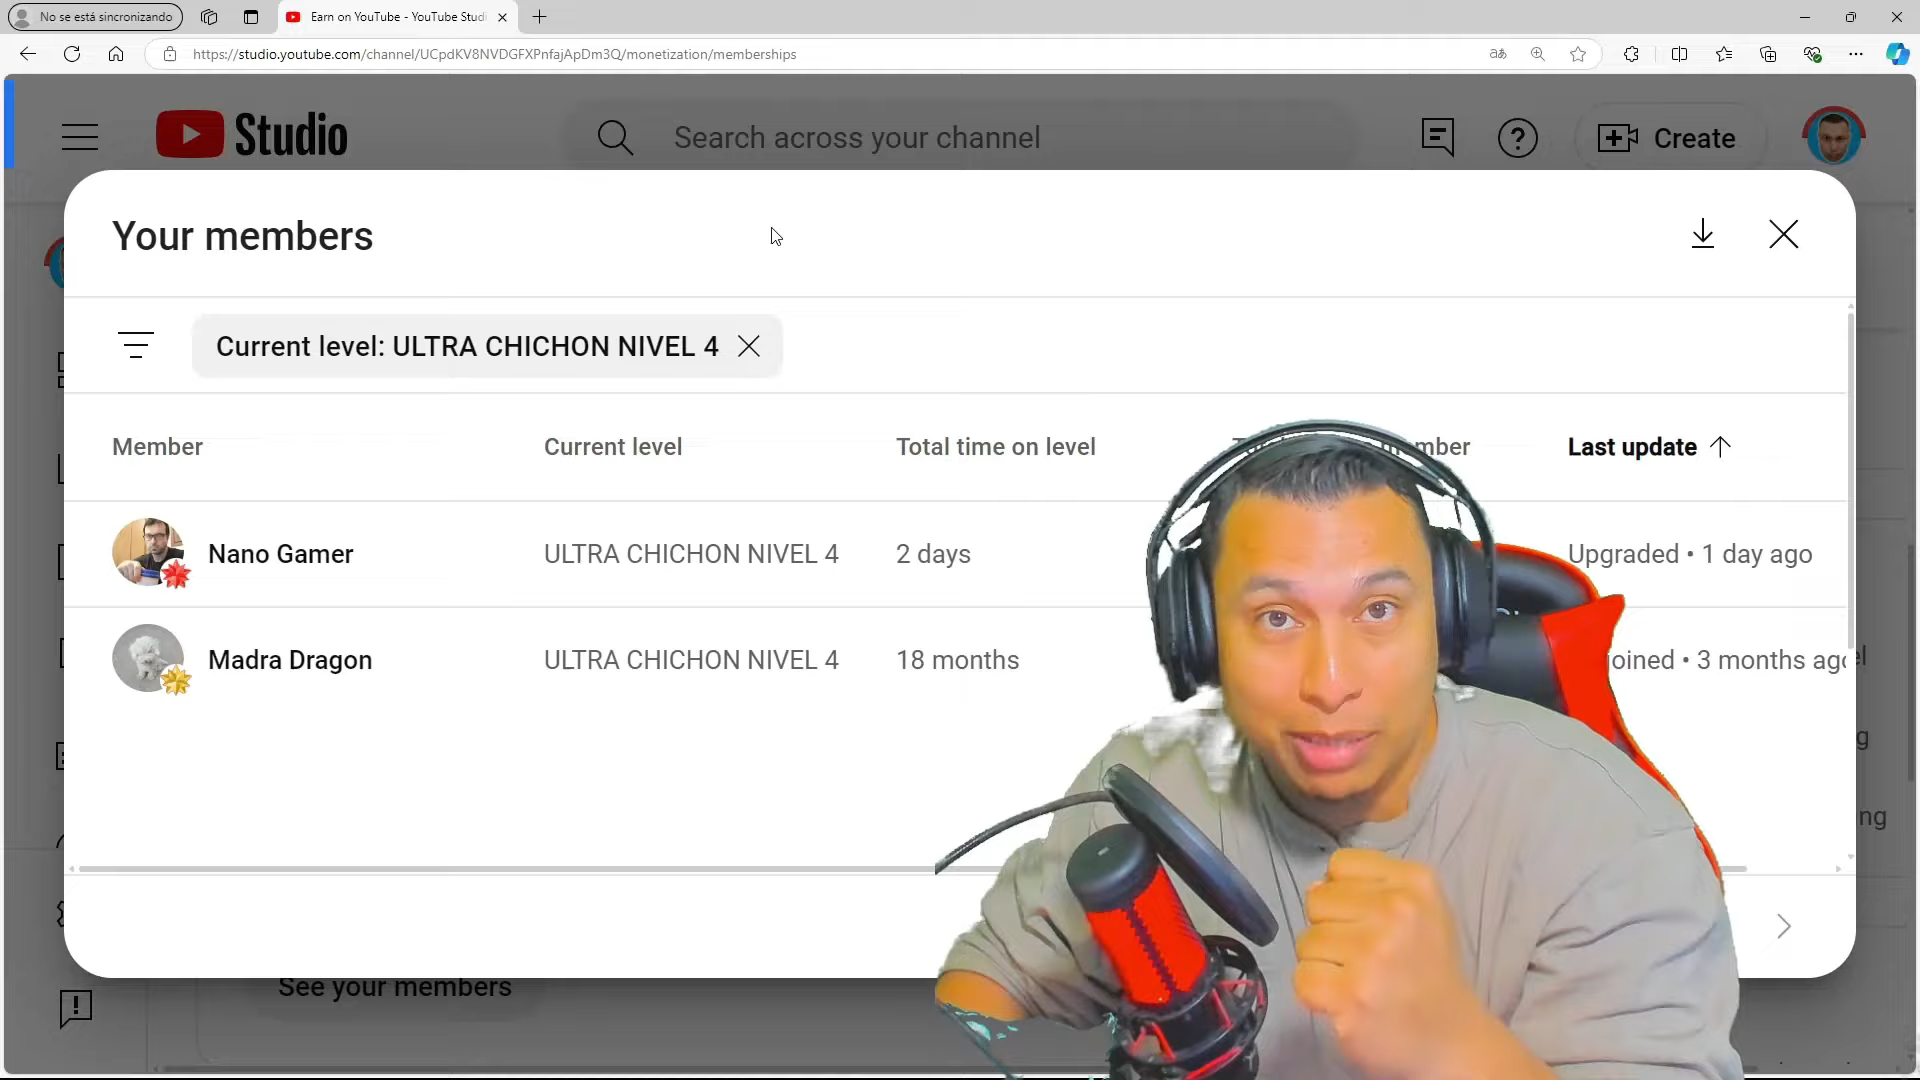 No se está sincronizando
Earn on YouTube - YouTube Studi
https://studio.youtube.com/channel/UCpdKV8NVDGFXPnfajApDm3Q/monetization/memberships
Studio
Search across your channel
Create
Your members
Current level: ULTRA CHICHON NIVEL 4
Member Current level Total time on level mber Last update
Nano Gamer ULTRA CHICHON NIVEL 4 2 days Upgraded • 1 day ago
Madra Dragon ULTRA CHICHON NIVEL 4 18 months joined • 3 months ago
See your members